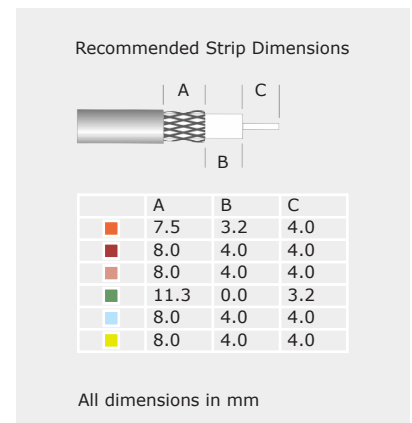 Recommended Strip Dimensions
A C
B
A B C
7.5 3.2 4.0
8.0 4.0 4.0
8.0 4.0 4.0
11.3 0.0 3.2
8.0 4.0 4.0
8.0 4.0 4.0
All dimensions in mm